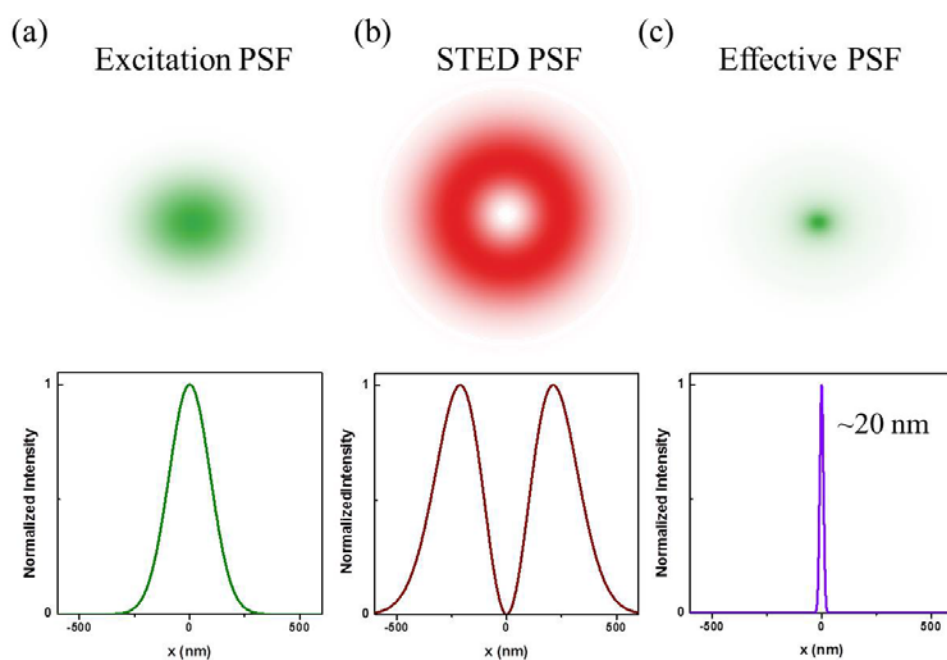 (a)
Excitation PSF
(b)
STED PSF
(c)
Effective PSF
1
Normalized Intensity
0
-500
0
500
x (nm)
1
NormalizedIntensity
0
-500
0
500
x (nm)
1
Normalized Intensity
0
-500
0
500
x (nm)
~20 nm